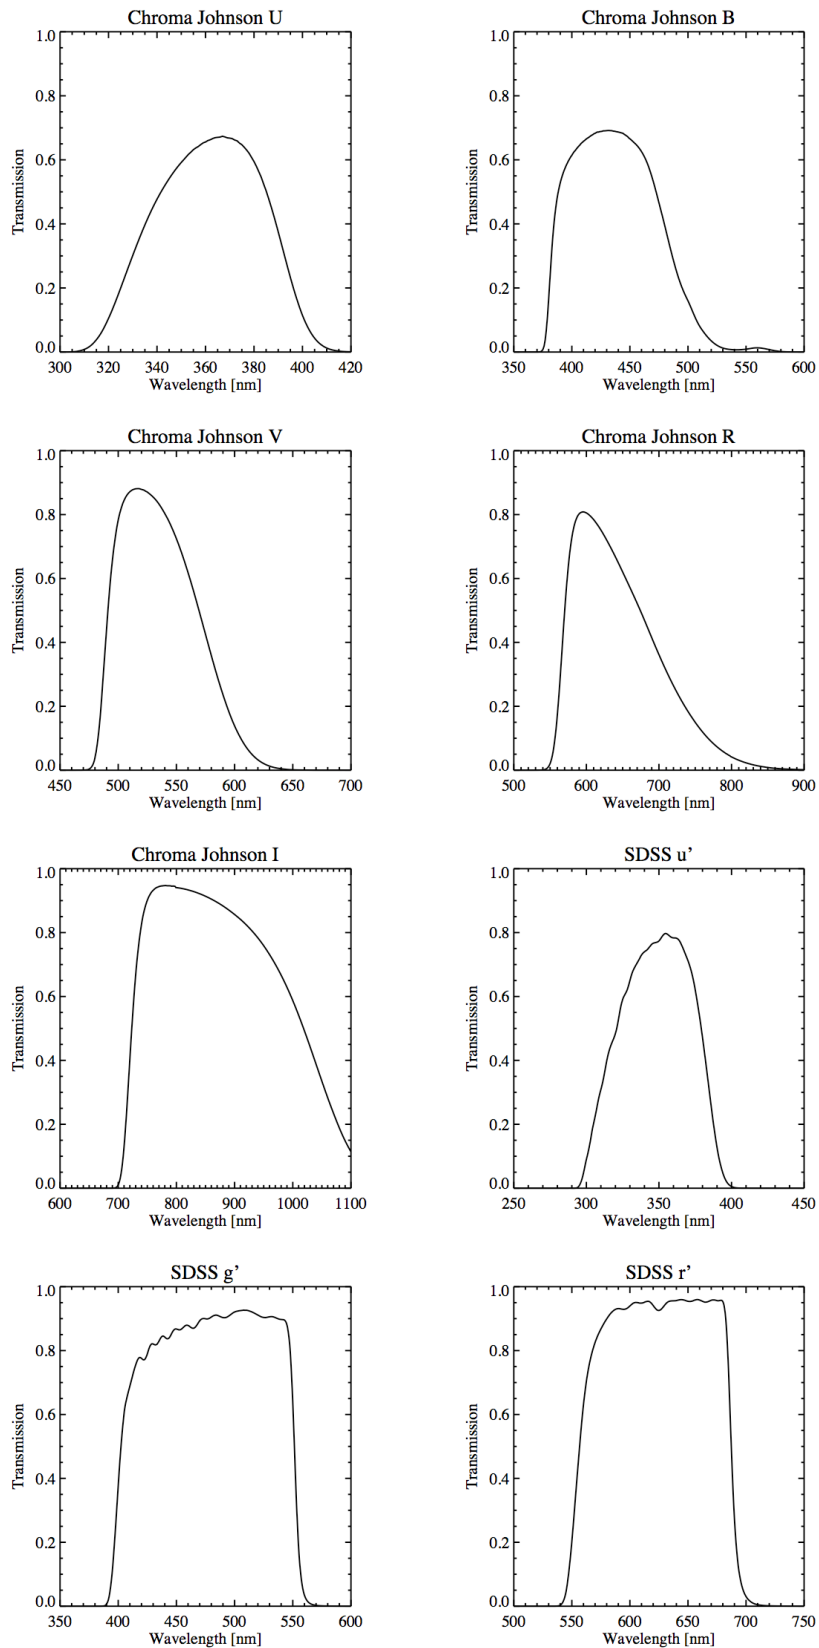 Chroma Johnson U
Chroma Johnson B
1.0
0.8
0.6
0.4
0.2
0.0
Transmission
300 320 340 360 380 400 420
Wavelength [nm]
1.0
0.8
0.6
0.4
0.2
0.0
Transmission
350 400 450 500 550 600
Wavelength [nm]
Chroma Johnson V
Chroma Johnson R
1.0
0.8
0.6
0.4
0.2
0.0
Transmission
450 500 550 600 650 700
Wavelength [nm]
1.0
0.8
0.6
0.4
0.2
0.0
Transmission
500 600 700 800 900
Wavelength [nm]
Chroma Johnson I
SDSS u’
1.0
0.8
0.6
0.4
0.2
0.0
Transmission
600 700 800 900 1000 1100
Wavelength [nm]
1.0
0.8
0.6
0.4
0.2
0.0
Transmission
250 300 350 400 450
Wavelength [nm]
SDSS g’
SDSS r’
1.0
0.8
0.6
0.4
0.2
0.0
Transmission
350 400 450 500 550 600
Wavelength [nm]
1.0
0.8
0.6
0.4
0.2
0.0
Transmission
500 550 600 650 700 750
Wavelength [nm]